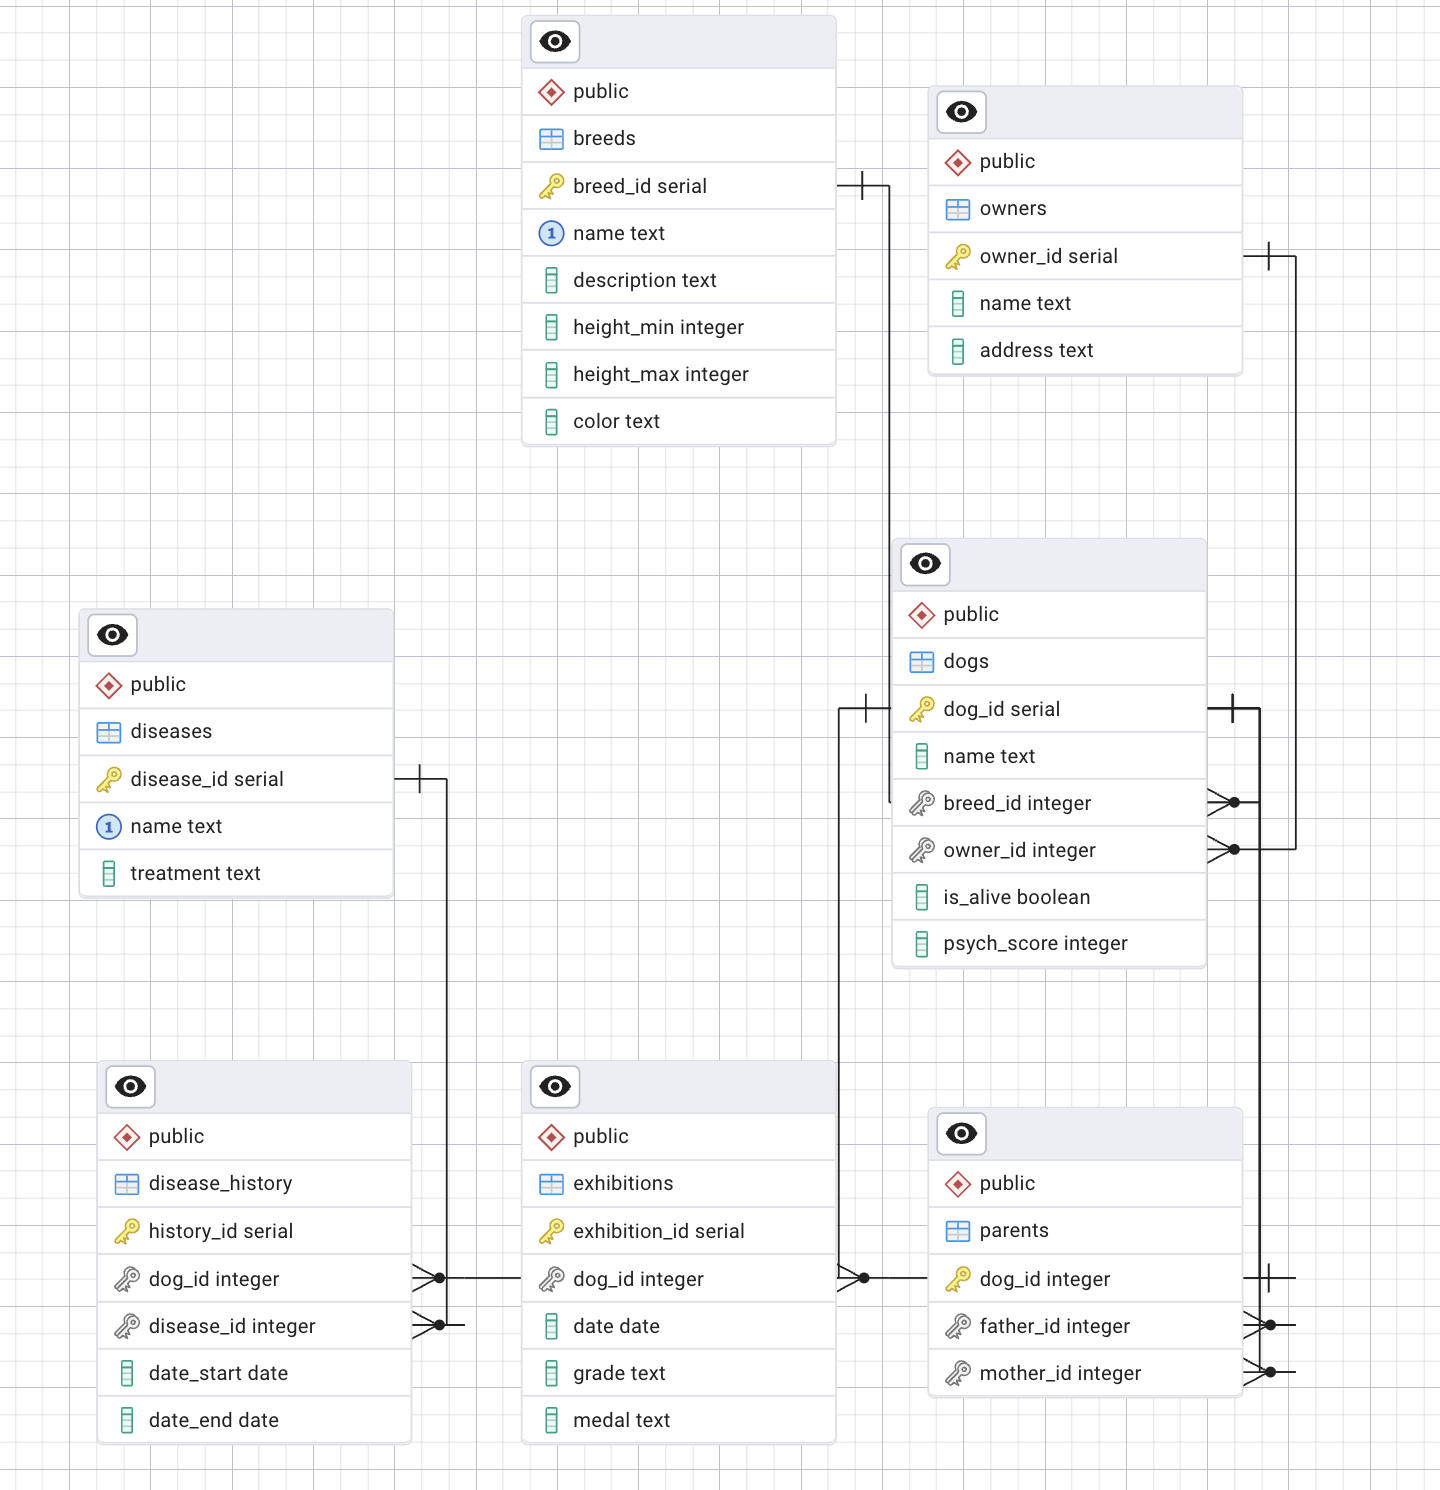 public
breeds
breed_id serial
1 name text
description text
height_min integer
height_max integer
color text
public
owners
owner_id serial
name text
address text
public
dogs
dog_id serial
name text
breed_id integer
owner_id integer
is_alive boolean
psych_score integer
public
diseases
disease_id serial
1 name text
treatment text
public
disease_history
history_id serial
dog_id integer
disease_id integer
date_start date
date_end date
public
exhibitions
exhibition_id serial
dog_id integer
date date
grade text
medal text
public
parents
dog_id integer
father_id integer
mother_id integer